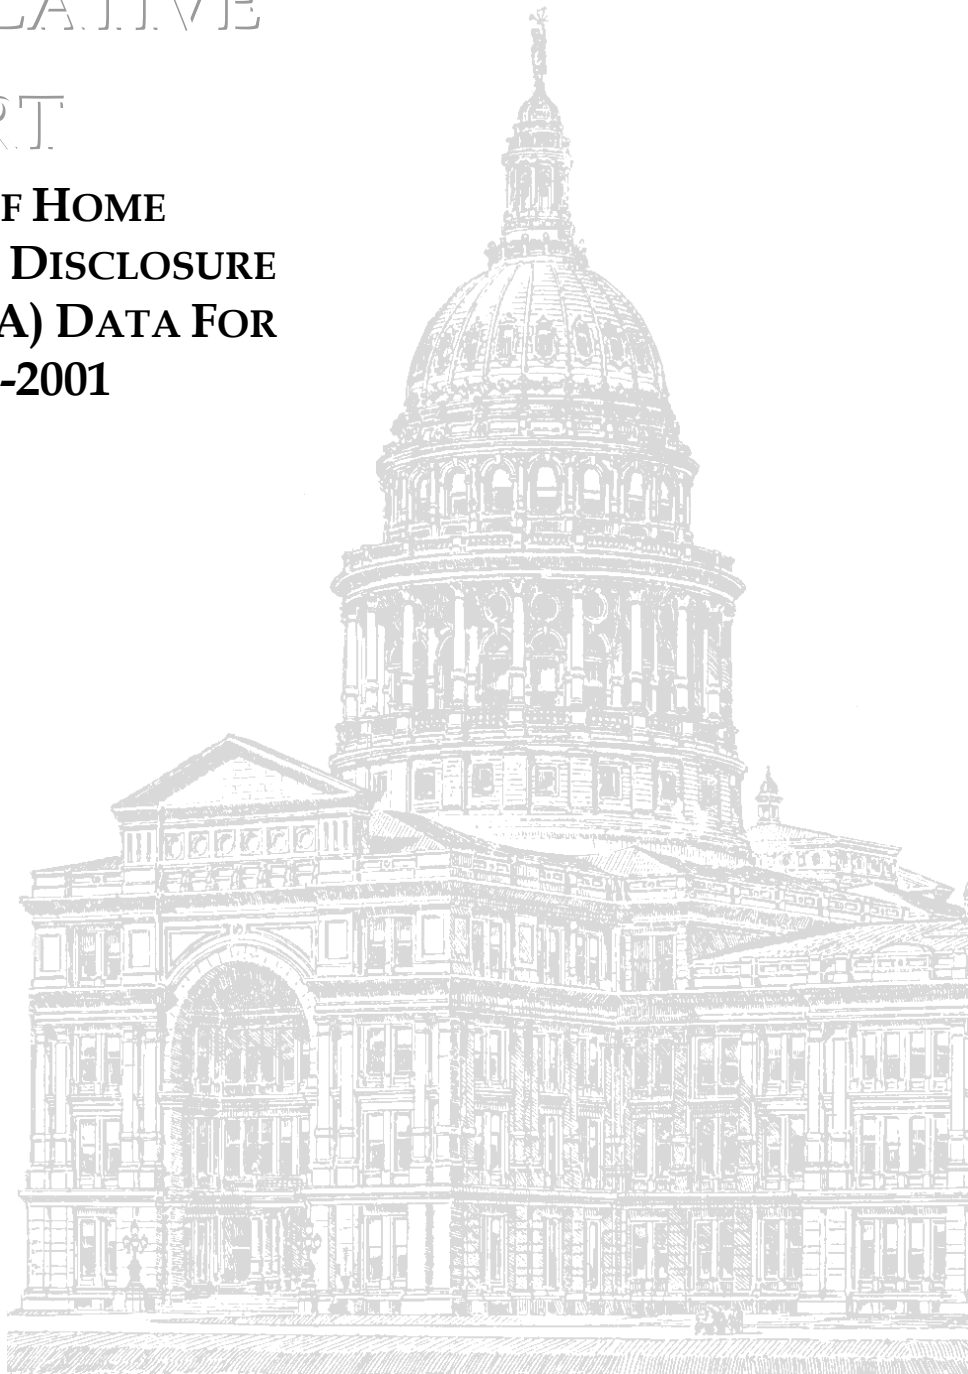 LATIVE
RT
F HOME
DISCLOSURE
A) DATA FOR
-2001